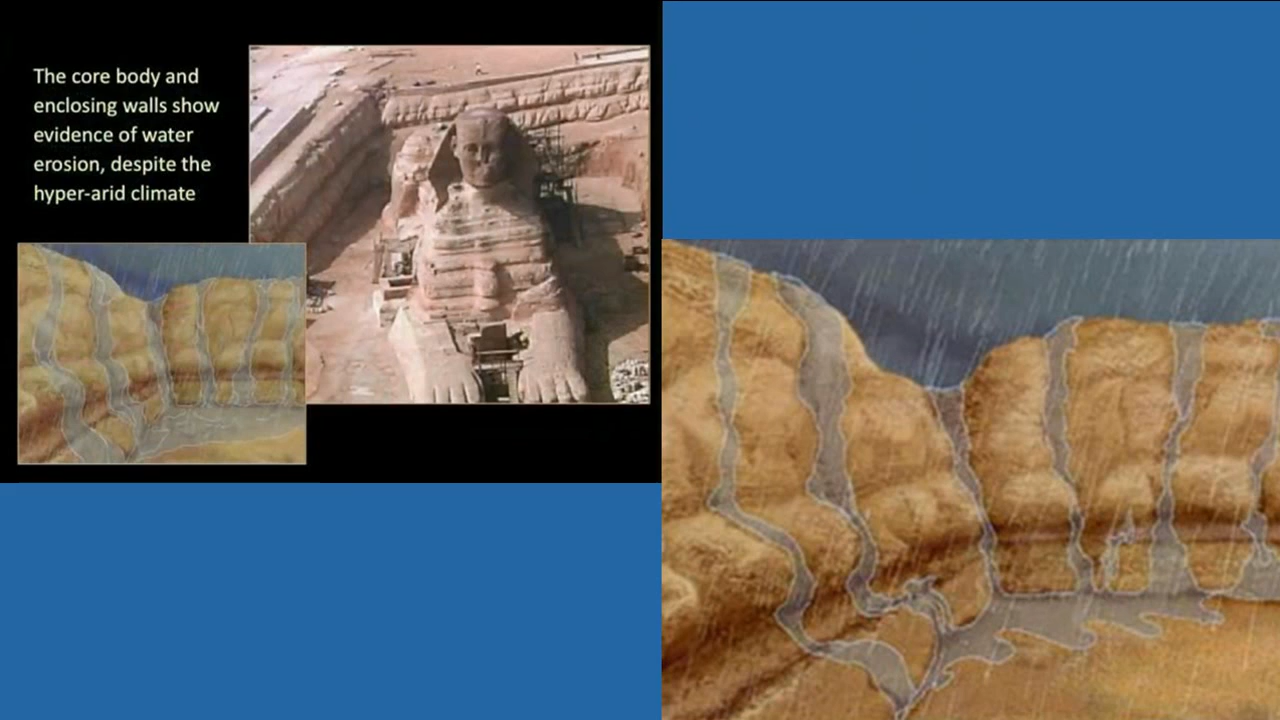 The core body and
enclosing walls show
evidence of water
erosion, despite the
hyper-arid climate